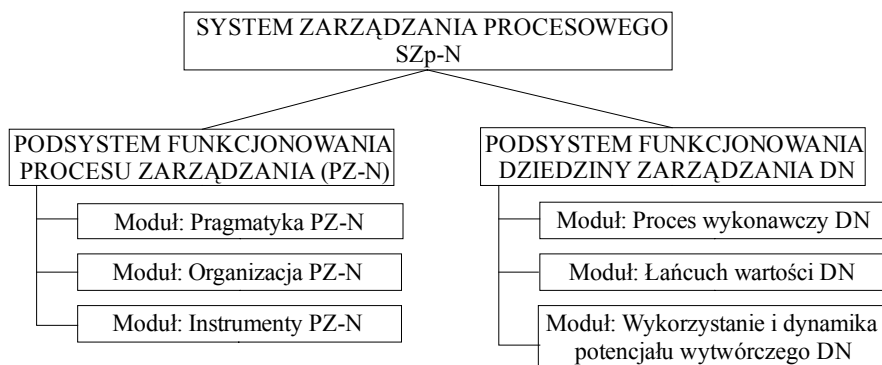 SYSTEM ZARZĄDZANIA PROCESOWEGO
SZp-N
PODSYSTEM FUNKCJONOWANIA
PROCESU ZARZĄDZANIA (PZ-N)
Moduł: Pragmatyka PZ-N
Moduł: Organizacja PZ-N
Moduł: Instrumenty PZ-N
PODSYSTEM FUNKCJONOWANIA
DZIEDZINY ZARZĄDZANIA DN
Moduł: Proces wykonawczy DN
Moduł: Łańcuch wartości DN
Moduł: Wykorzystanie i dynamika
potencjału wytwórczego DN